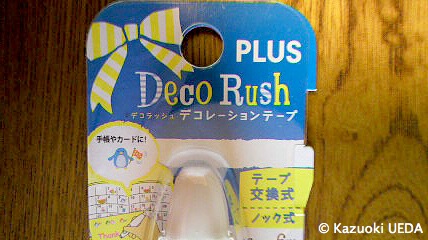 PLUS
Deco Rush
デコラッシュ デコレーションテープ
手帳やカードに!
テープ
交換式
ノック式
Thank
© Kazuoki UEDA